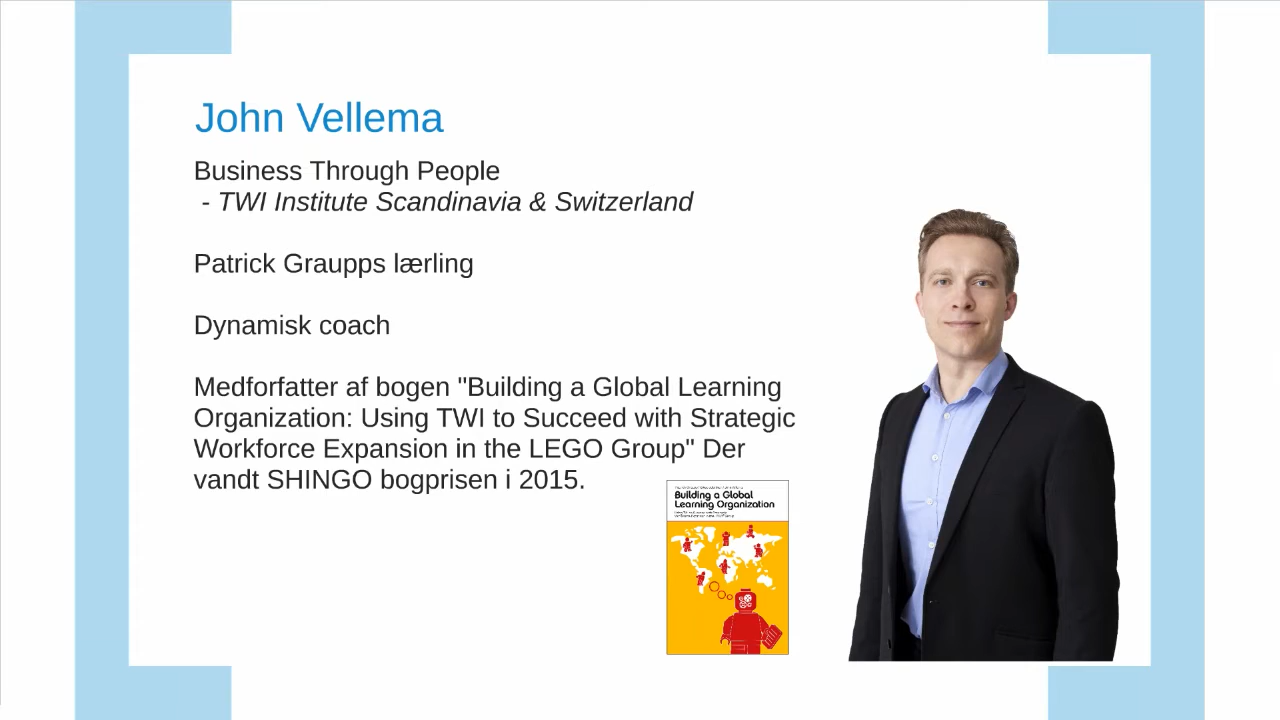 John Vellema
Business Through People
- TWI Institute Scandinavia & Switzerland
Patrick Graupps lærling
Dynamisk coach
Medforfatter af bogen "Building a Global Learning
Organization: Using TWI to Succeed with Strategic
Workforce Expansion in the LEGO Group" Der
vandt SHINGO bogprisen i 2015.
Building a Global
Learning Organization